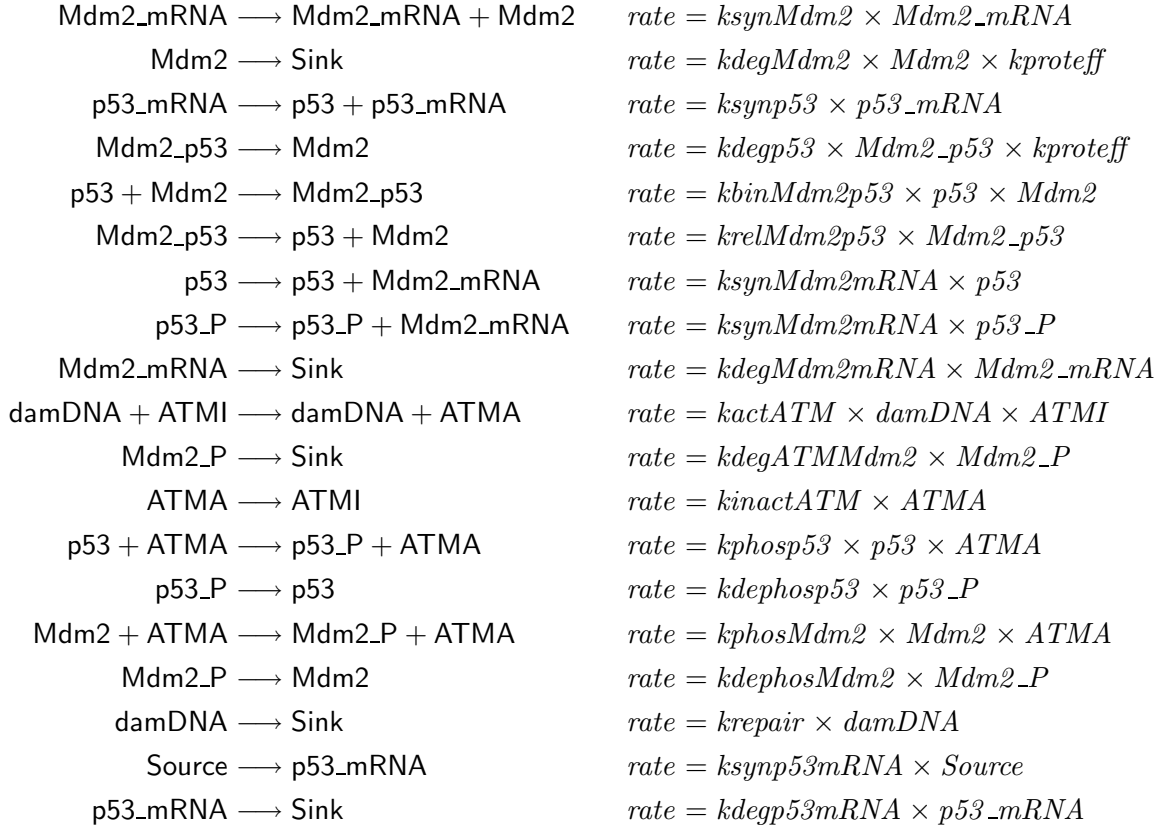 Mdm2_mRNA ⟶ Mdm2_mRNA + Mdm2 rate = ksynMdm2 × Mdm2_mRNA
Mdm2 ⟶ Sink rate = kdegMdm2 × Mdm2 × kproteff
p53_mRNA ⟶ p53 + p53_mRNA rate = ksynp53 × p53_mRNA
Mdm2_p53 ⟶ Mdm2 rate = kdegp53 × Mdm2_p53 × kproteff
p53 + Mdm2 ⟶ Mdm2_p53 rate = kbinMdm2p53 × p53 × Mdm2
Mdm2_p53 ⟶ p53 + Mdm2 rate = krelMdm2p53 × Mdm2_p53
p53 ⟶ p53 + Mdm2_mRNA rate = ksynMdm2mRNA × p53
p53_P ⟶ p53_P + Mdm2_mRNA rate = ksynMdm2mRNA × p53_P
Mdm2_mRNA ⟶ Sink rate = kdegMdm2mRNA × Mdm2_mRNA
damDNA + ATMI ⟶ damDNA + ATMA rate = kactATM × damDNA × ATMI
Mdm2_P ⟶ Sink rate = kdegATMMdm2 × Mdm2_P
ATMA ⟶ ATMI rate = kinactATM × ATMA
p53 + ATMA ⟶ p53_P + ATMA rate = kphosp53 × p53 × ATMA
p53_P ⟶ p53 rate = kdephosp53 × p53_P
Mdm2 + ATMA ⟶ Mdm2_P + ATMA rate = kphosMdm2 × Mdm2 × ATMA
Mdm2_P ⟶ Mdm2 rate = kdephosMdm2 × Mdm2_P
damDNA ⟶ Sink rate = krepair × damDNA
Source ⟶ p53_mRNA rate = ksynp53mRNA × Source
p53_mRNA ⟶ Sink rate = kdegp53mRNA × p53_mRNA